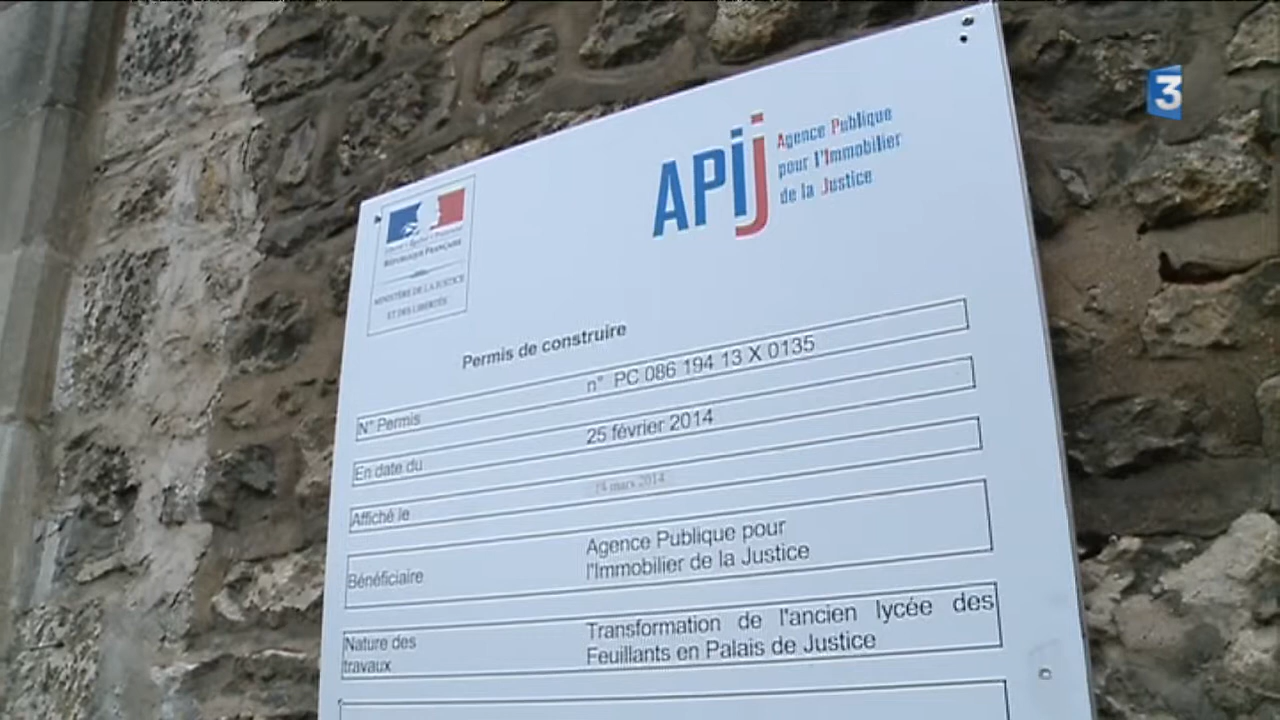 3
APIJ
Agence Publique
pour l'Immobilier
de la Justice
RÉPUBLIQUE FRANÇAISE
MINISTÈRE DE LA JUSTICE
ET DES LIBERTÉS
Permis de construire
N° Permis n° PC 086 194 13 X 0135
En date du 25 février 2014
Affiché le mars 2014
Bénéficiaire Agence Publique pour
l'Immobilier de la Justice
Nature des travaux Transformation de l'ancien lycée des
Feuillants en Palais de Justice